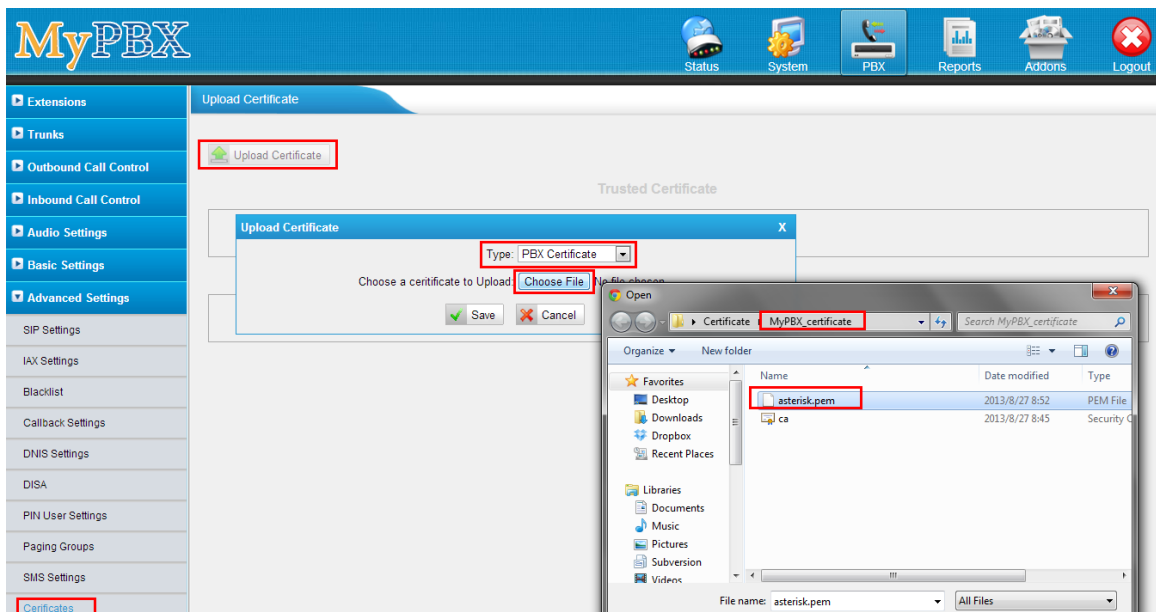 MyPBX
Status
System
PBX
Reports
Addons
Logout
Extensions
Trunks
Outbound Call Control
Inbound Call Control
Audio Settings
Basic Settings
Advanced Settings
SIP Settings
IAX Settings
Blacklist
Callback Settings
DNIS Settings
DISA
PIN User Settings
Paging Groups
SMS Settings
Cerificates
Upload Certificate
Upload Certificate
Trusted Certificate
Upload Certificate X
Type: PBX Certificate
Choose a ceritificate to Upload: Choose File No file chosen
Save Cancel
Open
Certificate MyPBX_certificate Search MyPBX_certificate
Organize New folder
Favorites
Desktop
Downloads
Dropbox
Recent Places
Libraries
Documents
Music
Pictures
Subversion
Videos
Name Date modified Type
asterisk.pem 2013/8/27 8:52 PEM File
ca 2013/8/27 8:45 Security C
File name: asterisk.pem All Files